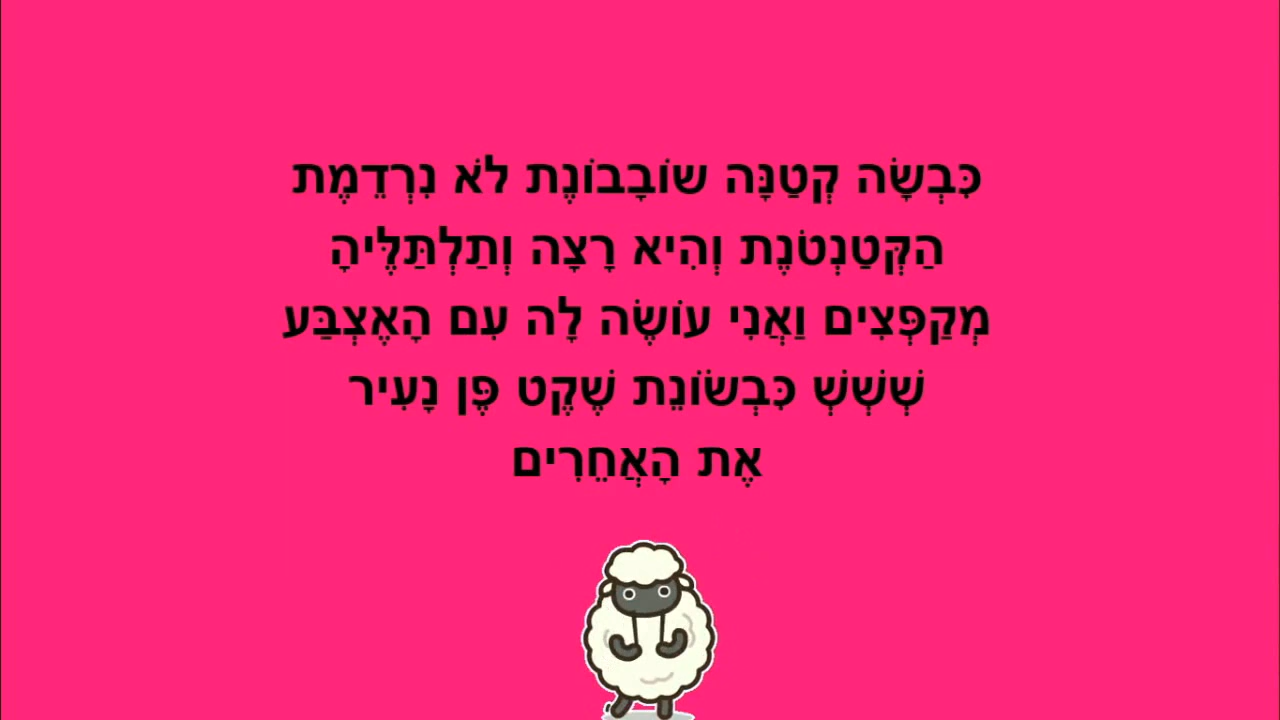 כִּבְשָׂה קְטַנָּה שׂוֹבָבוֹנֶת לֹא נִרְדֵמֶת
הַקְּטַנְטֹנֶת וְהִיא רָצָה וְתַלְתַּלֶּיהָ
מְקַפְּצִים וַאֲנִי עוֹשֶׂה לָהּ עִם הָאֶצְבַּע
שְׁשְׁשְׁ כִּבְשׂוֹנֵת שֶׁקֶט פֶּן נָעִיר
אֶת הָאֲחֵרִים